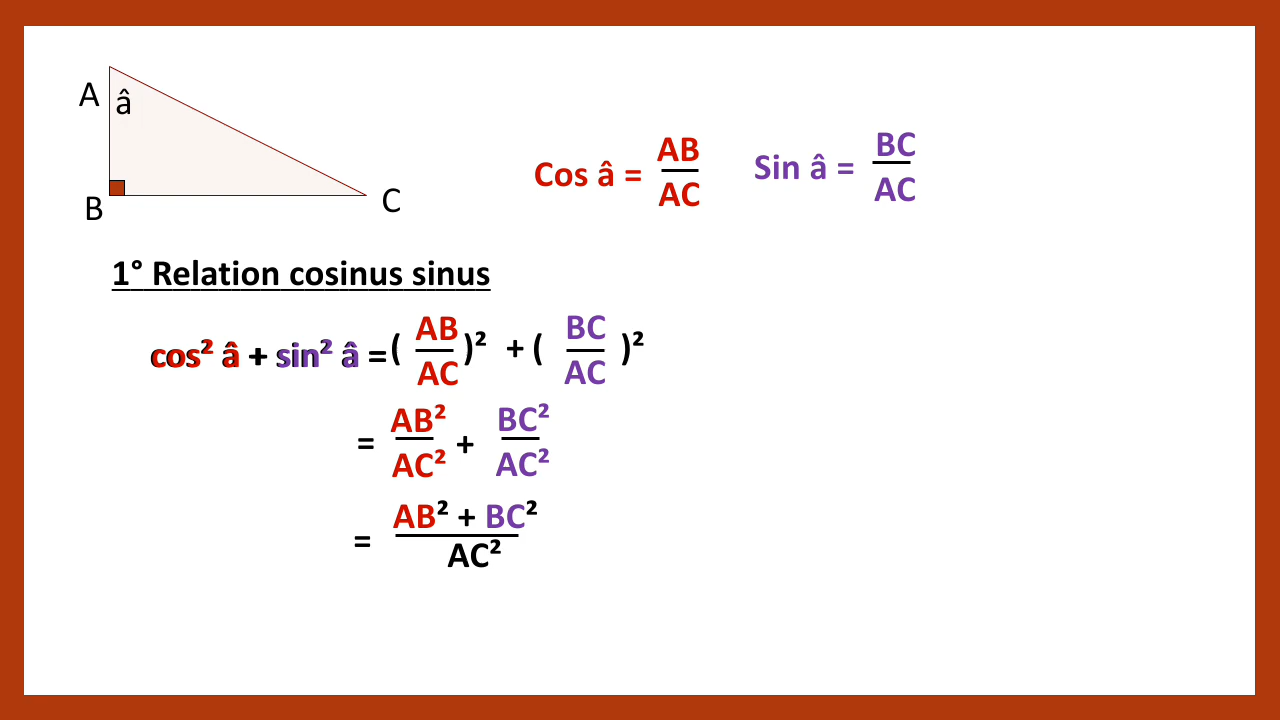 A
â
B
C
Cos â = AB/AC
Sin â = BC/AC
1° Relation cosinus sinus
cos² â + sin² â = ( AB/AC )² + ( BC/AC )²
= AB²/AC² + BC²/AC²
= AB² + BC²/AC²